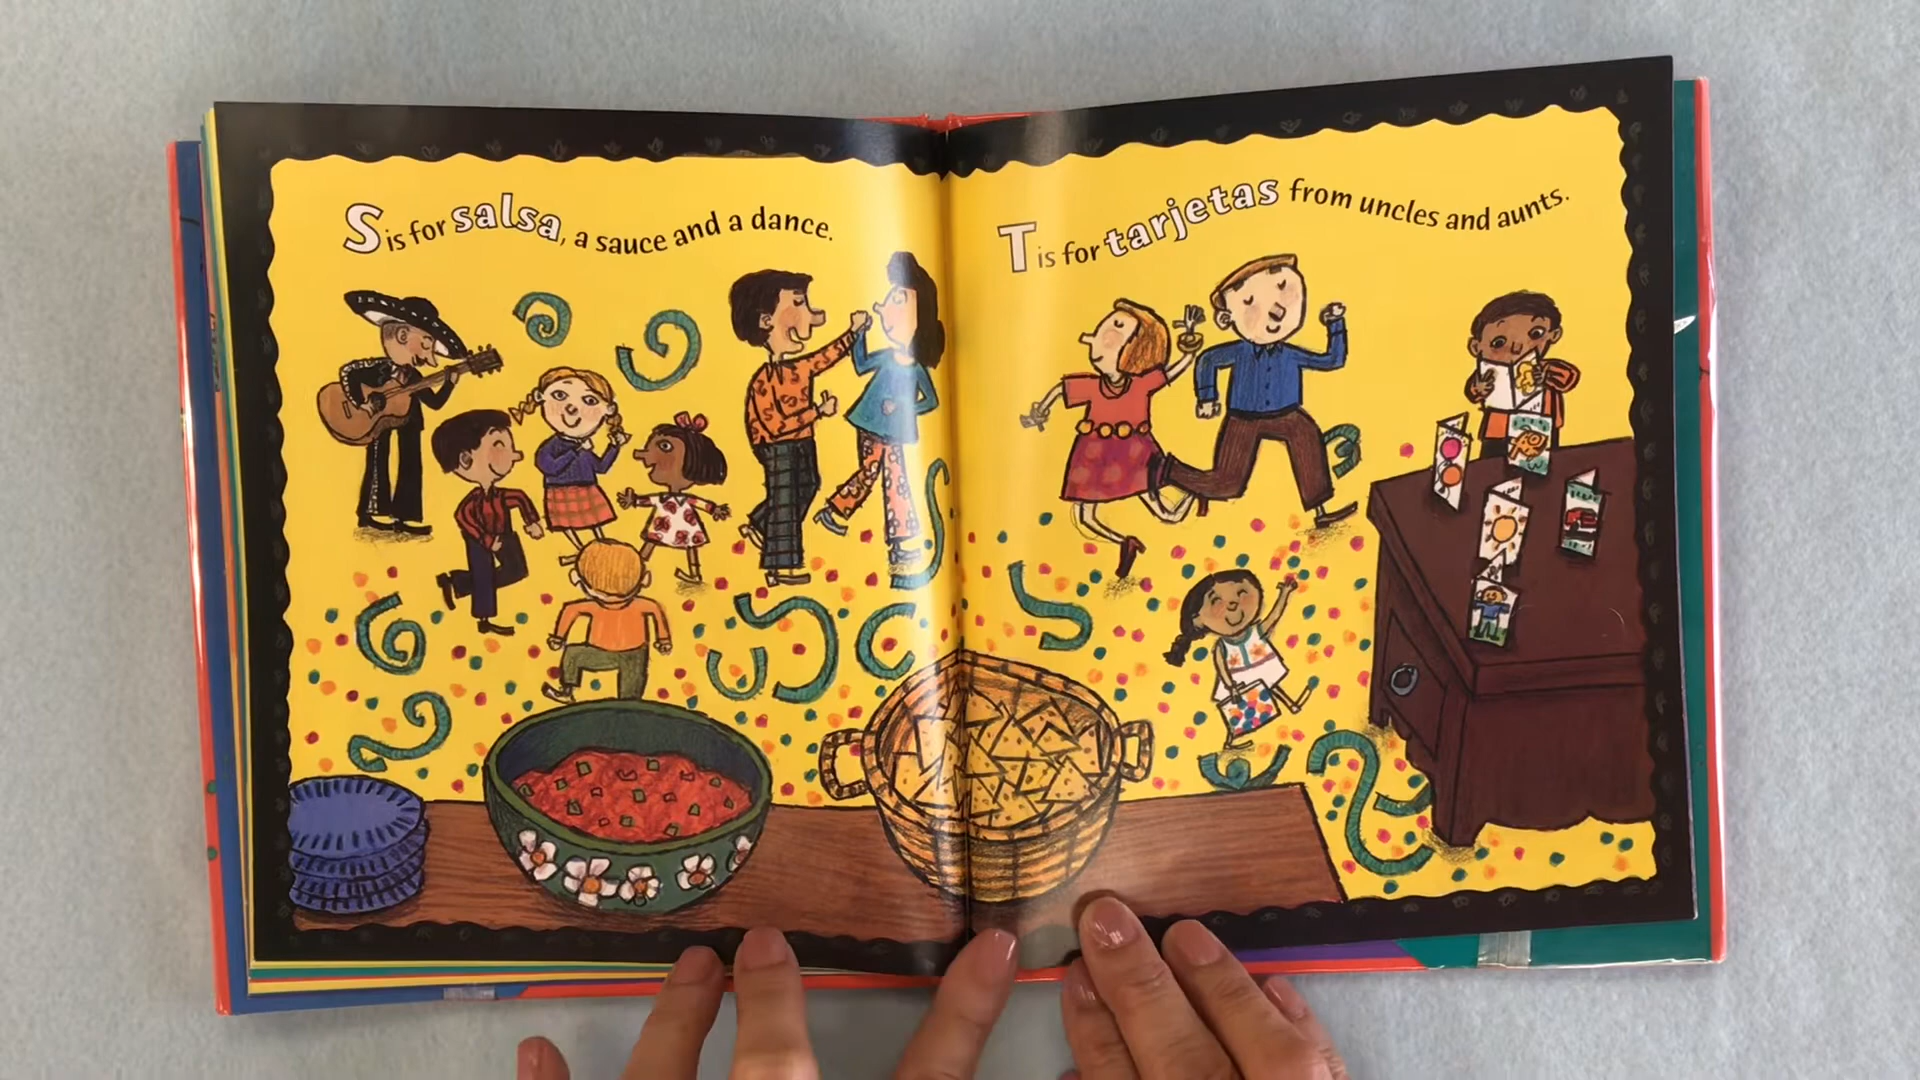 S is for salsa, a sauce and a dance.
T is for tarjetas from uncles and aunts.